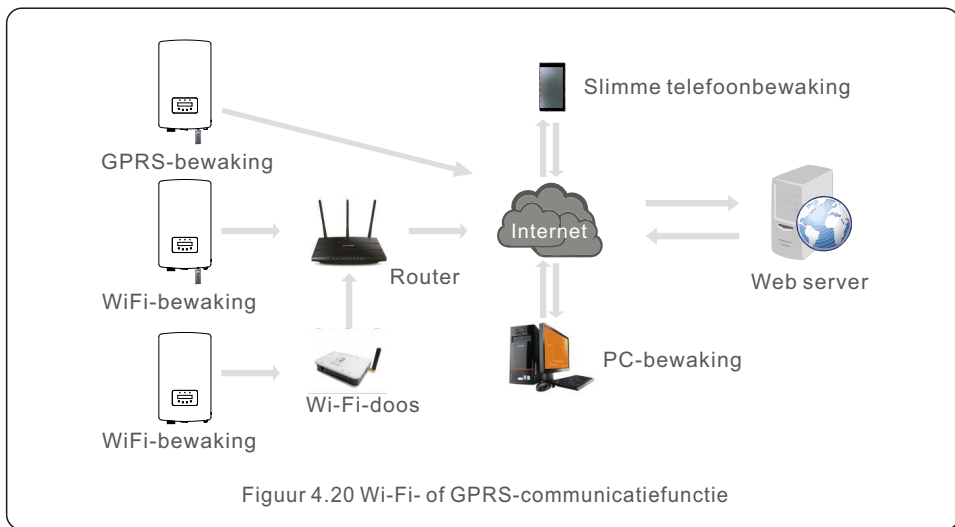 Slimme telefoonbewaking
GPRS-bewaking
Internet
Router
WiFi-bewaking
Web server
PC-bewaking
Wi-Fi-doos
WiFi-bewaking
Figuur 4.20 Wi-Fi- of GPRS-communicatiefunctie